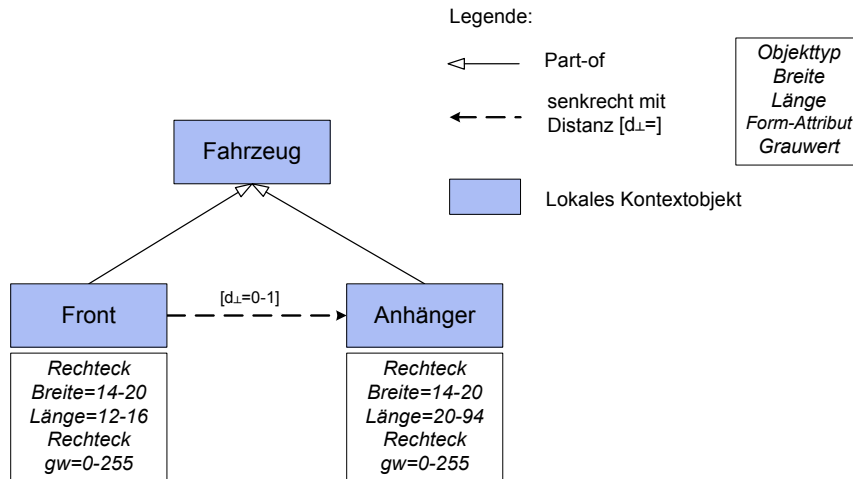 Legende:
Part-of
senkrecht mit
Distanz [d⊥=]
Lokales Kontextobjekt
Objekttyp
Breite
Länge
Form-Attribut
Grauwert
Fahrzeug
Front
[d⊥=0-1]
Anhänger
Rechteck
Breite=14-20
Länge=12-16
Rechteck
gw=0-255
Rechteck
Breite=14-20
Länge=20-94
Rechteck
gw=0-255